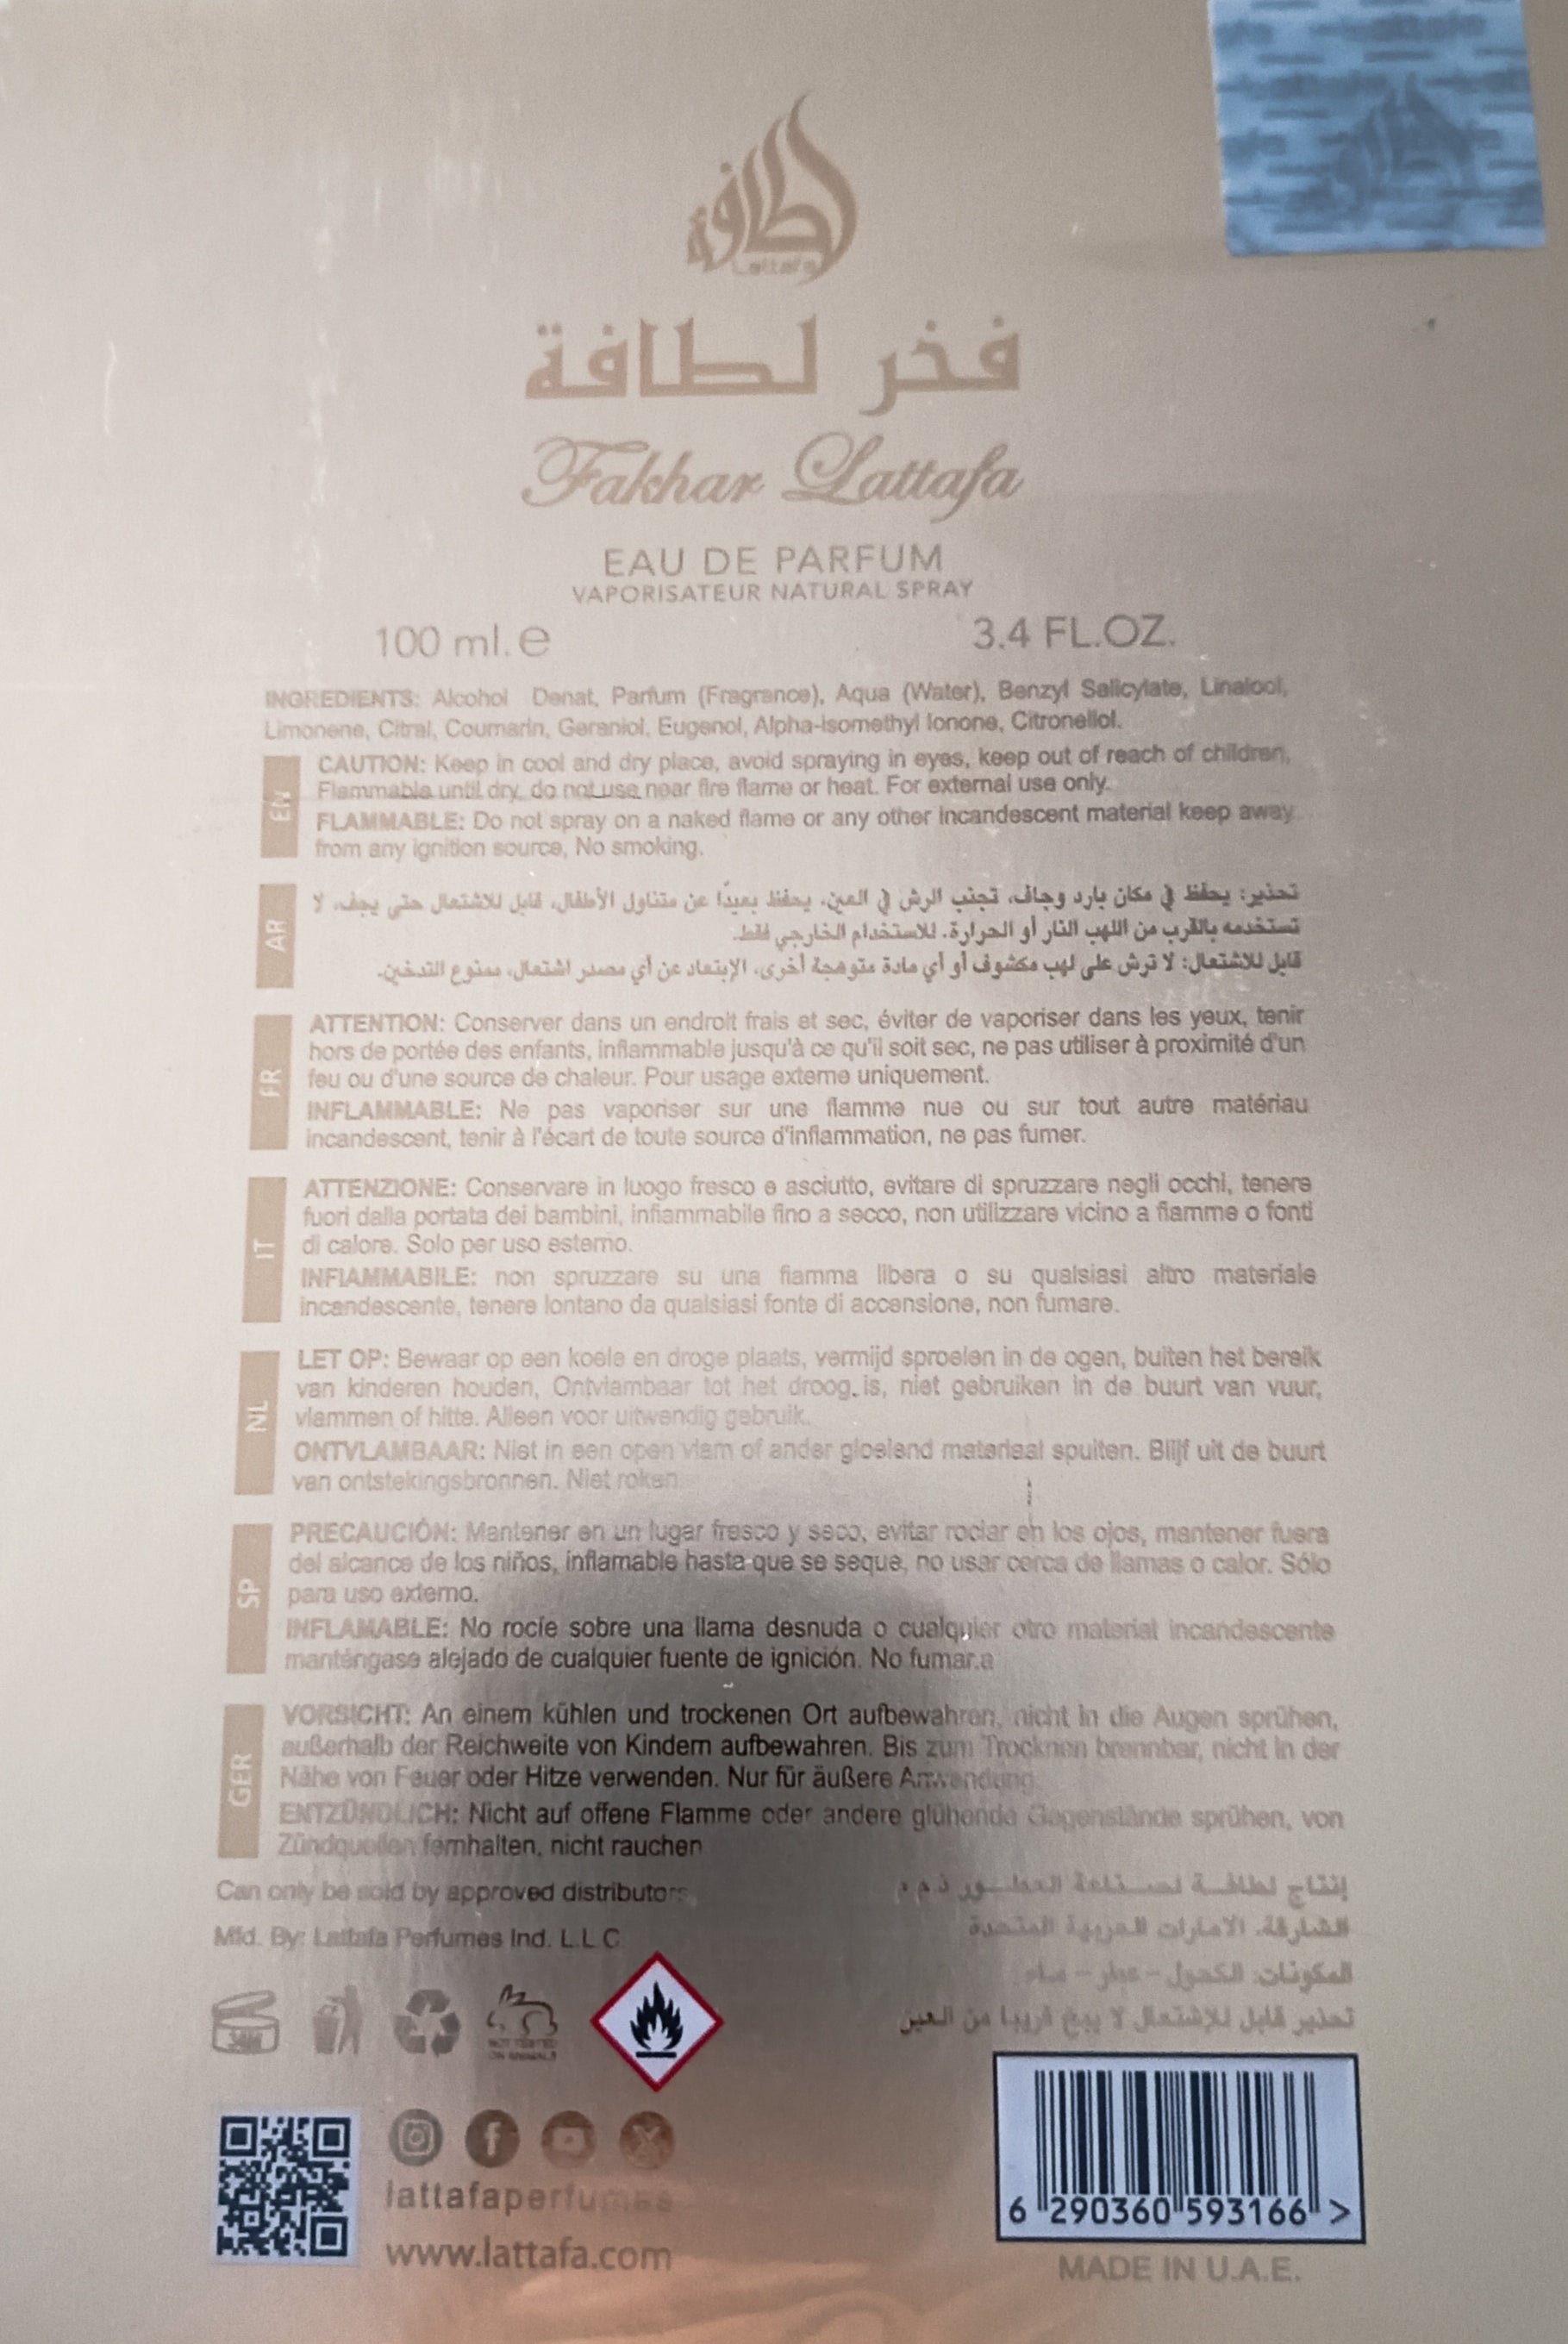 لطافة
Lattafa
فخر لطافة
Fakhar Lattafa
EAU DE PARFUM
VAPORISATEUR NATURAL SPRAY
100 ml. e
3.4 FL.OZ.
INGREDIENTS: Alcohol Denat, Parfum (Fragrance), Aqua (Water), Benzyl Salicylate, Linalool,
Limonene, Citral, Coumarin, Geraniol, Eugenol, Alpha-Isomethyl Ionone, Citronellol.
EN
CAUTION: Keep in cool and dry place, avoid spraying in eyes, keep out of reach of children,
Flammable until dry, do not use near fire flame or heat. For external use only.
FLAMMABLE: Do not spray on a naked flame or any other incandescent material keep away
from any ignition source, No smoking.
AR
تحذير: يحفظ في مكان بارد وجاف، تجنب الرش في العين، يحفظ بعيدًا عن متناول الأطفال، قابل للاشتعال حتى يجف، لا
تستخدمه بالقرب من اللهب النار أو الحرارة. للاستخدام الخارجي فقط.
قابل للاشتعال: لا ترش على لهب مكشوف أو أي مادة متوهجة أخرى، الإبتعاد عن أي مصدر اشتعال، ممنوع التدخين.
FR
ATTENTION: Conserver dans un endroit frais et sec, éviter de vaporiser dans les yeux, tenir
hors de portée des enfants, inflammable jusqu'à ce qu'il soit sec, ne pas utiliser à proximité d'un
feu ou d'une source de chaleur. Pour usage externe uniquement.
INFLAMMABLE: Ne pas vaporiser sur une flamme nue ou sur tout autre matériau
incandescent, tenir à l'écart de toute source d'inflammation, ne pas fumer.
IT
ATTENZIONE: Conservare in luogo fresco e asciutto, evitare di spruzzare negli occhi, tenere
fuori dalla portata dei bambini, infiammabile fino a secco, non utilizzare vicino a fiamme o fonti
di calore. Solo per uso esterno.
INFIAMMABILE: non spruzzare su una fiamma libera o su qualsiasi altro materiale
incandescente, tenere lontano da qualsiasi fonte di accensione, non fumare.
NL
LET OP: Bewaar op een koele en droge plaats, vermijd sproeien in de ogen, buiten het bereik
van kinderen houden, Ontvlambaar tot het droog. is, niet gebruiken in de buurt van vuur,
vlammen of hitte. Alleen voor uitwendig gebruik.
ONTVLAMBAAR: Niet in een open vlam of ander gloeiend materiaal spuiten. Blijf uit de buurt
van ontstekingsbronnen. Niet roken
SP
PRECAUCIÓN: Mantener en un lugar fresco y seco, evitar rociar en los ojos, mantener fuera
del alcance de los niños, inflamable hasta que se seque, no usar cerca de llamas o calor. Sólo
para uso externo.
INFLAMABLE: No rocíe sobre una llama desnuda o cualquier otro material incandescente
manténgase alejado de cualquier fuente de ignición. No fumar.a
GER
VORSICHT: An einem kühlen und trockenen Ort aufbewahren, nicht in die Augen sprühen,
außerhalb der Reichweite von Kindern aufbewahren. Bis zum Trocknen brennbar, nicht in der
Nähe von Feuer oder Hitze verwenden. Nur für äußere Anwendung.
ENTZÜNDLICH: Nicht auf offene Flamme oder andere glühende Gegenstände sprühen, von
Zündquellen fernhalten, nicht rauchen
Can only be sold by approved distributors
Mfd. By: Lattafa Perfumes Ind. L.L.C
إنتاج لطافة لصناعة العطور ذ.م.م
الشارقة، الامارات العربية المتحدة
المكونات: الكحول - عطر - ماء
تحذير قابل للإشتعال لا يبخ قريبا من العين
36M
NOT TESTED
ON ANIMALS
lattafaperfumes
www.lattafa.com
6 290360 593166 >
MADE IN U.A.E.